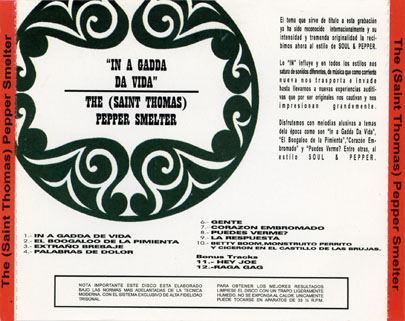 The (Saint Thomas) Pepper Smelter
"IN A GADDA
DA VIDA"
THE (SAINT THOMAS)
PEPPER SMELTER
El tema que sirve de título a esta grabación
ya ha sido reconocido internacionalmente y su
intensidad y tremenda originalidad la reci-
bimos ahora al estilo de SOUL & PEPPER.
Lo "IN" influye y en todos los estilos nos
satura de sonidos diferentes, de música que como corriente
nueva nos transporta e invade
hasta llevarnos a nuevas experiencias auditi-
vas que por ser originales nos cautivan y nos
impresionan grandemente.
Disfrutemos con melodías alusivas a temas
dela época como son "In a Gadda Da Vida",
"El Boogaloo de la Pimienta","Corazón Em-
bromado" y "Puedes Verme? Entre otras, al
estilo SOUL & PEPPER.
1.- IN A GADDA DE VIDA
2.- EL BOOGALOO DE LA PIMIENTA
3.- EXTRAÑO BREBAJE
4.- PALABRAS DE DOLOR
6.- GENTE
7.- CORAZON EMBROMADO
8.- PUEDES VERME?
9.- LA RESPUESTA
10.- BETTY BOOM,MONSTRUITO PERRITO
Y CICERON EN EL CASTILLO DE LAS BRUJAS.
Bonus Tracks
11.- HEY JOE
12.-RAGA GAG
NOTA IMPORTANTE ESTE DISCO ESTA ELABORADO
BAJO LAS NORMAS MAS ADELANTADAS DE LA TECNICA
MODERNA, CON EL SISTEMA EXCLUSIVO DE ALTA FIDELIDAD
TRISONAL.
PARA OBTENER LOS MEJORES RESULTADOS
LIMPIESE EL DISCO CON UN TRAPO LIGERAMENTE
HUMEDO, NO SE EXPONGA AL CALOR, UNICAMENTE
PUEDE TOCARSE EN APARATOS DE 33 ⅓ R.P.M.
The (Saint Thomas) Pepper Smelter